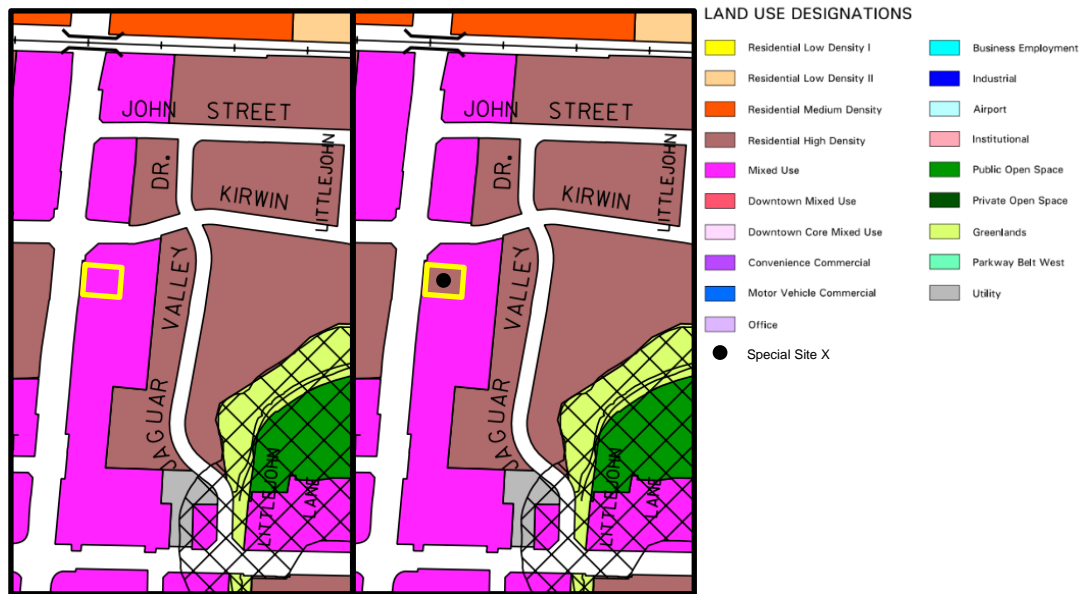 JOHN STREET
DR.
KIRWIN
LITTLEJOHN
JAGUAR VALLEY
LITTLEJOHN
LANE
JOHN STREET
DR.
KIRWIN
LITTLEJOHN
JAGUAR VALLEY
LITTLEJOHN
LANE
LAND USE DESIGNATIONS
Residential Low Density I
Residential Low Density II
Residential Medium Density
Residential High Density
Mixed Use
Downtown Mixed Use
Downtown Core Mixed Use
Convenience Commercial
Motor Vehicle Commercial
Office
Special Site X
Business Employment
Industrial
Airport
Institutional
Public Open Space
Private Open Space
Greenlands
Parkway Belt West
Utility